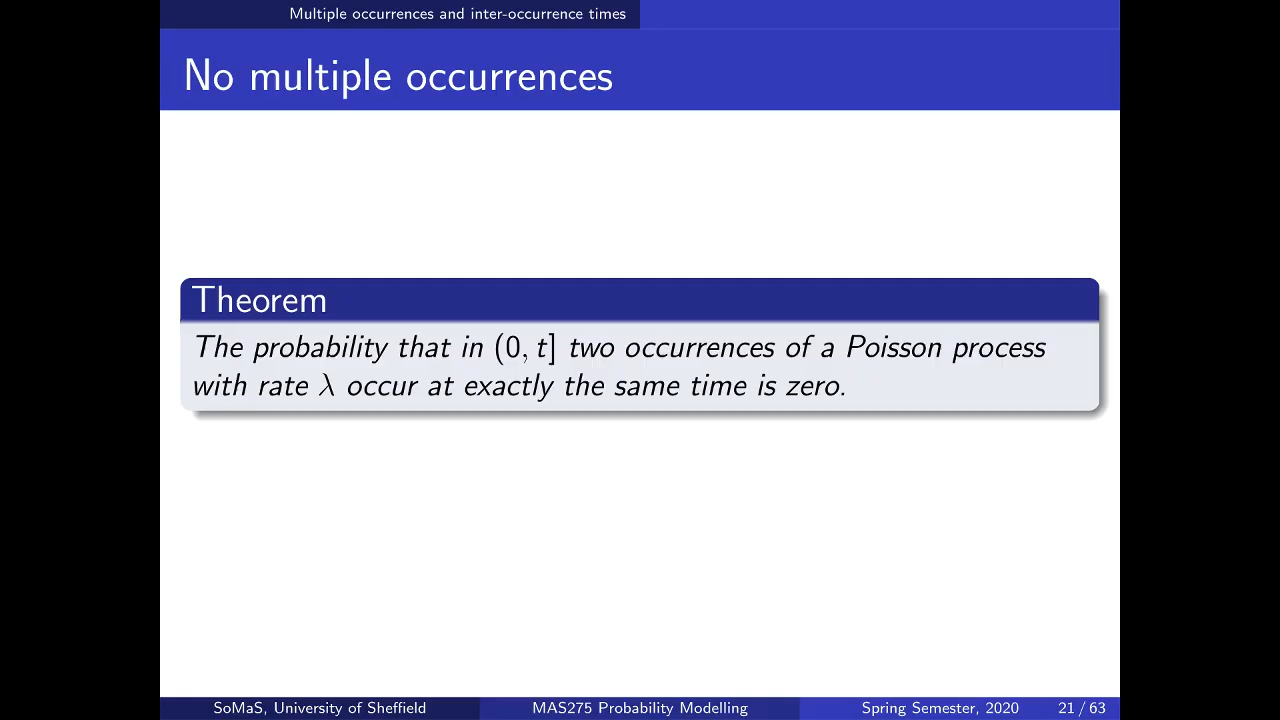 Multiple occurrences and inter-occurrence times
No multiple occurrences
Theorem
The probability that in (0, t] two occurrences of a Poisson process
with rate λ occur at exactly the same time is zero.
SoMaS, University of Sheffield MAS275 Probability Modelling Spring Semester, 2020 21 / 63